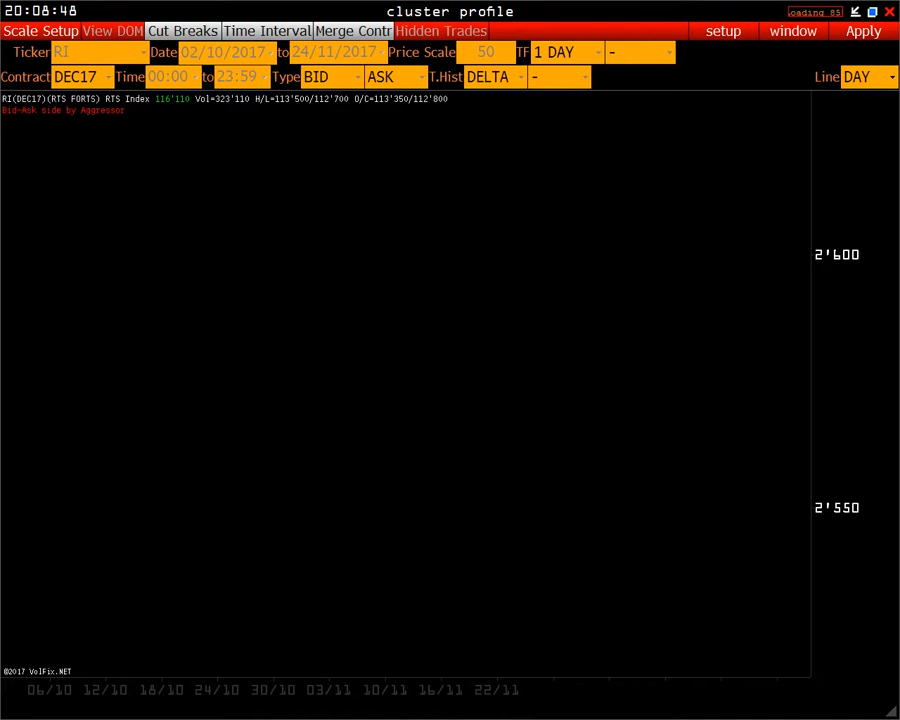 20:08:48 cluster profile oading 85
Scale Setup View DOM Cut Breaks Time Interval Merge Contr Hidden Trades setup window Apply
Ticker RI Date 02/10/2017 to 24/11/2017 Price Scale 50 TF 1 DAY -
Contract DEC17 Time 00:00 to 23:59 Type BID ASK T.Hist DELTA - Line DAY
RI(DEC17)(RTS FORTS) RTS Index 116'110 Vol=323'110 H/L=113'500/112'700 O/C=113'350/112'800
Bid-Ask side by Aggressor
2'600
2'550
©2017 VolFix.NET
06/10 12/10 18/10 24/10 30/10 03/11 10/11 16/11 22/11